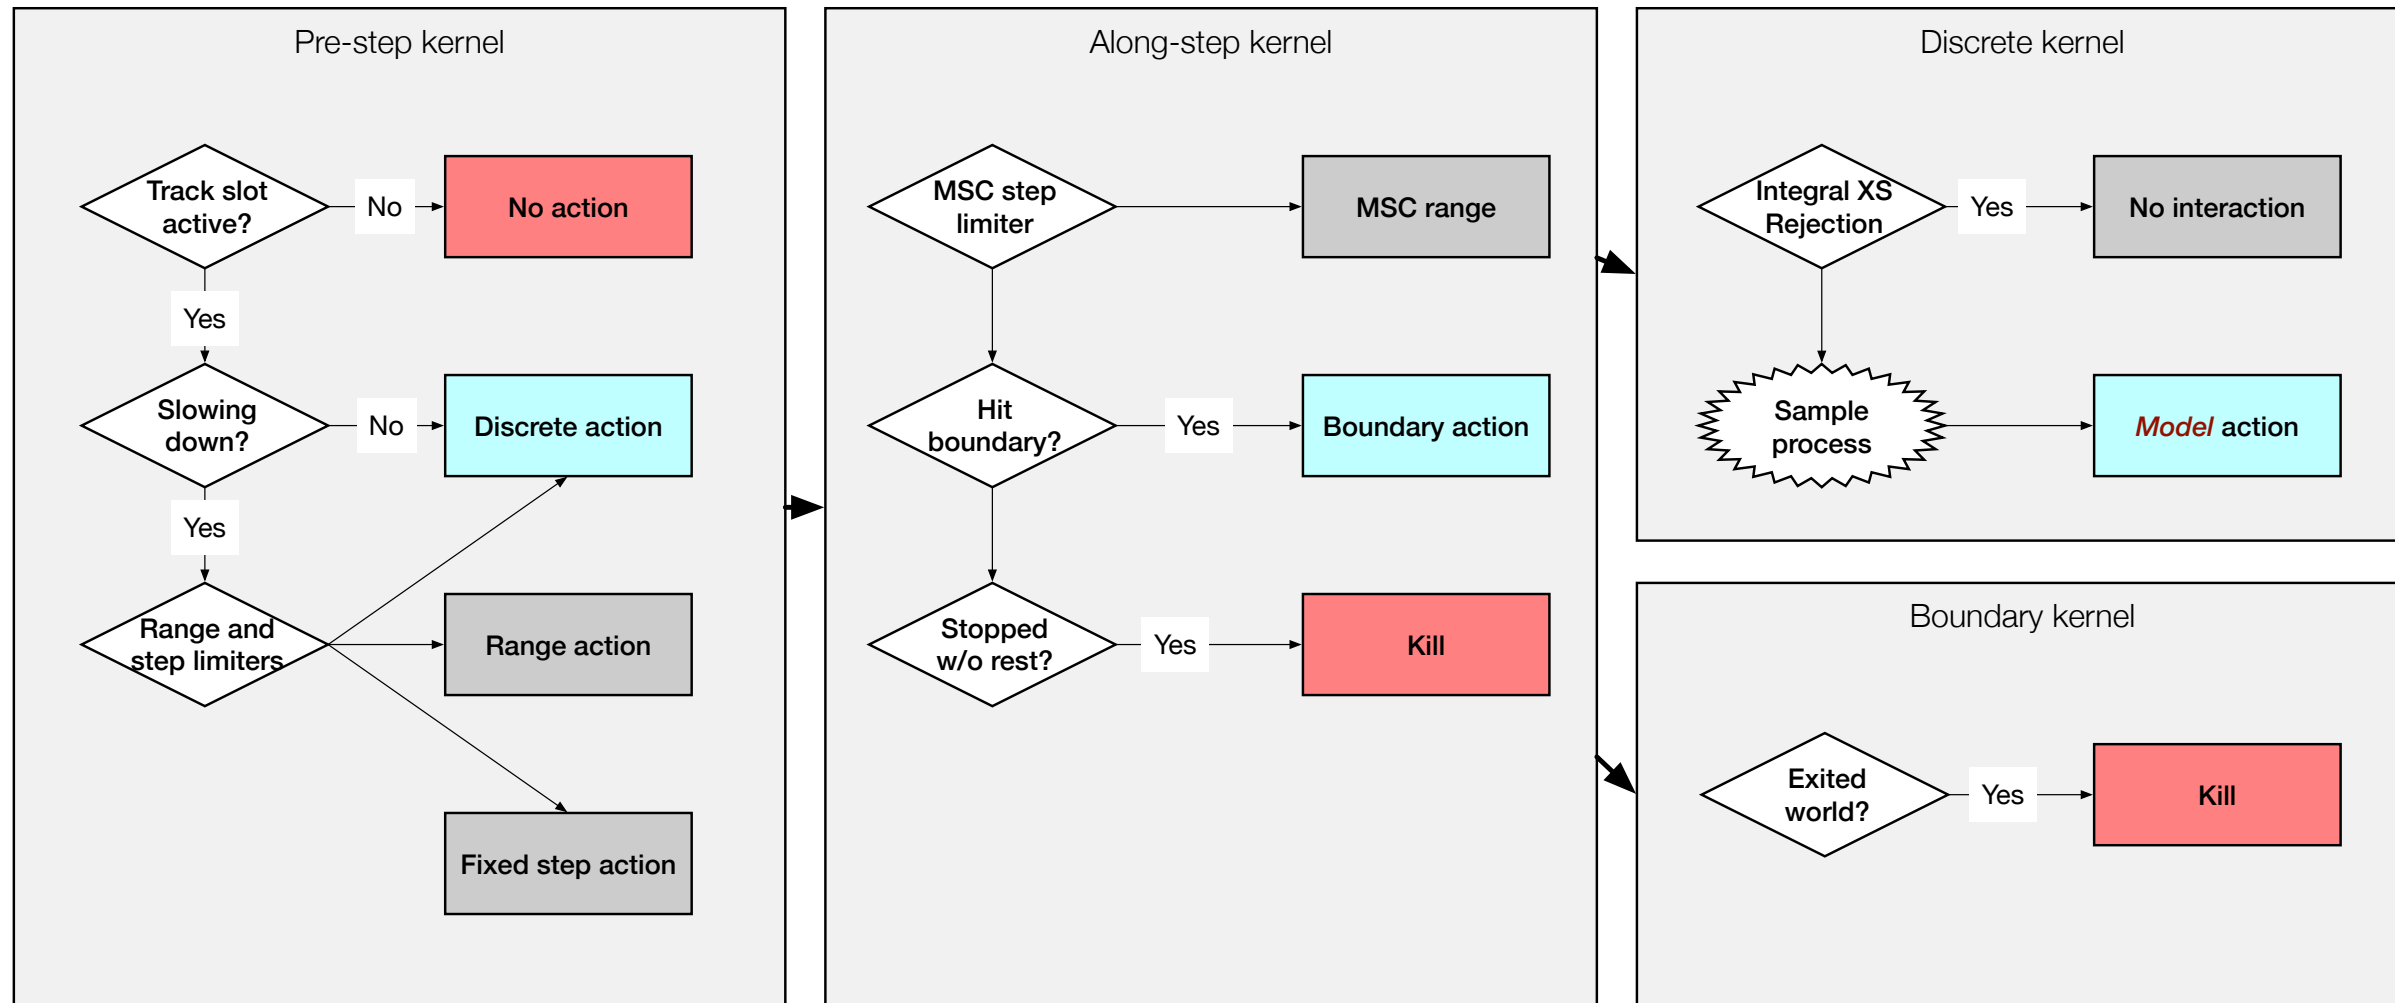 Pre-step kernel
Track slot
active?
No
No action
Yes
Slowing
down?
No
Discrete action
Yes
Range and
step limiters
Range action
Fixed step action
Along-step kernel
MSC step
limiter
MSC range
Hit
boundary?
Yes
Boundary action
Stopped
w/o rest?
Yes
Kill
Discrete kernel
Integral XS
Rejection
Yes
No interaction
Sample
process
Model action
Boundary kernel
Exited
world?
Yes
Kill